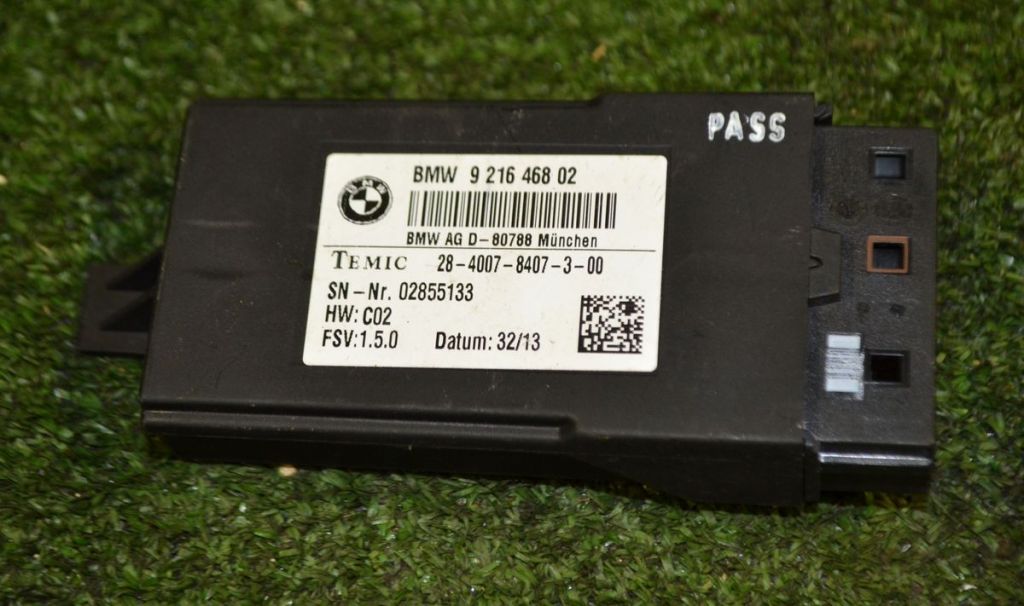 PASS
BMW 9 216 468 02
BMW
BMW AG D-80788 München
TEMIC 28-4007-8407-3-00
SN-Nr. 02855133
HW: C02
FSV:1.5.0 Datum: 32/13